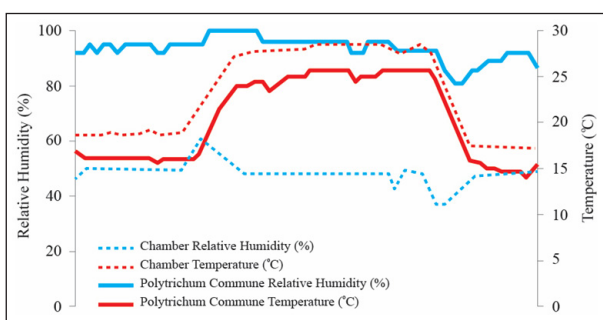 100
80
60
40
20
0
Relative Humidity (%)
Chamber Relative Humidity (%)
Chamber Temperature (°C)
Polytrichum Commune Relative Humidity (%)
Polytrichum Commune Temperature (°C)
30
25
20
15
10
5
0
Temperature (°C)